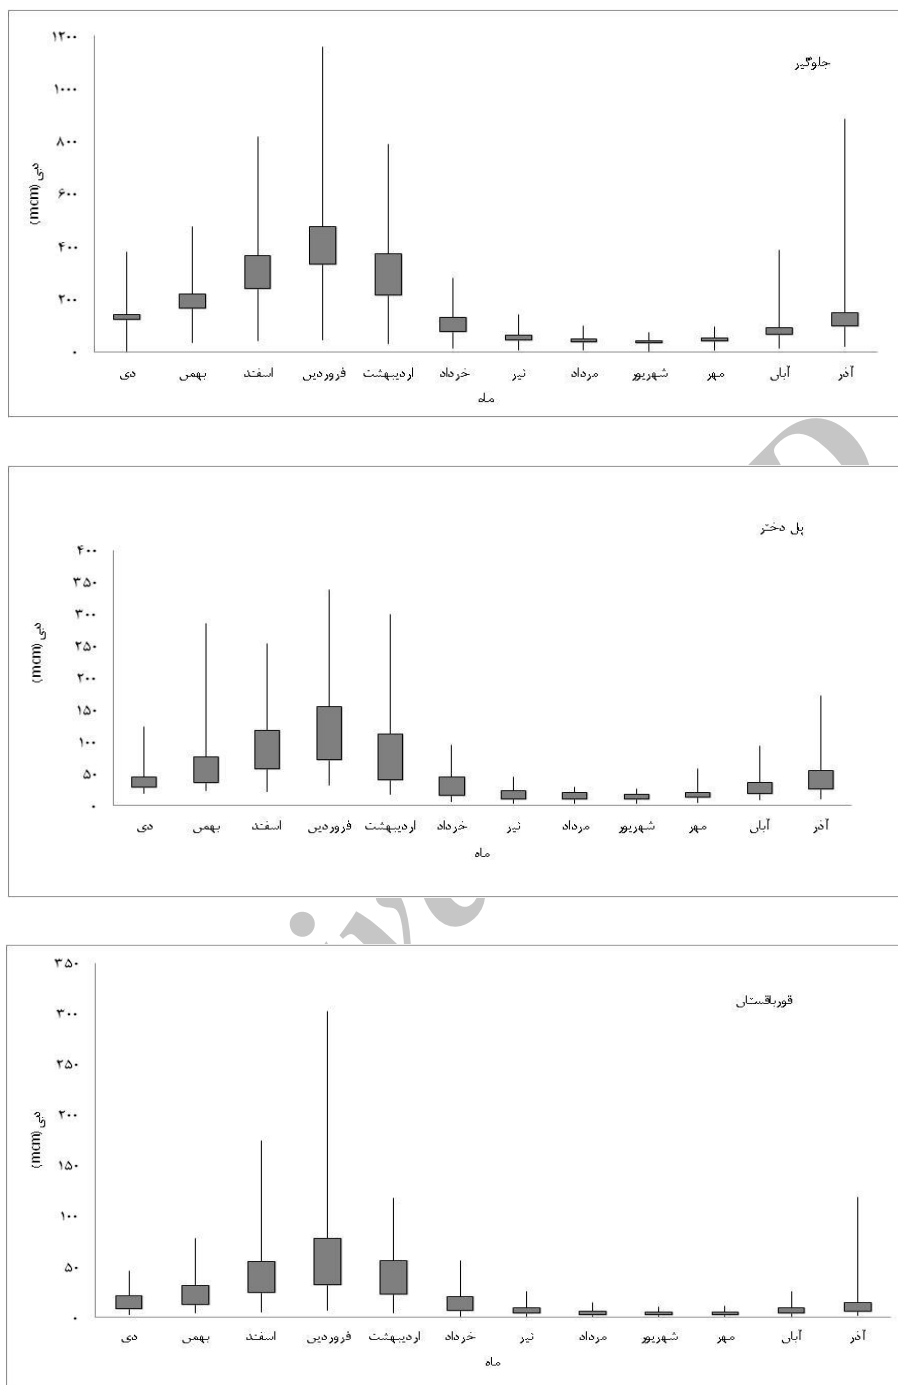 جلوگیر
دبی (mcm)
۱۲۰۰
۱۰۰۰
۸۰۰
۶۰۰
۴۰۰
۲۰۰
۰
دی بهمن اسفند فروردین اردیبهشت خرداد تیر مرداد شهریور مهر آبان آذر
ماه
پل دختر
دبی (mcm)
۴۰۰
۳۵۰
۳۰۰
۲۵۰
۲۰۰
۱۵۰
۱۰۰
۵۰
۰
دی بهمن اسفند فروردین اردیبهشت خرداد تیر مرداد شهریور مهر آبان آذر
ماه
قورباقستان
دبی (mcm)
۳۵۰
۳۰۰
۲۵۰
۲۰۰
۱۵۰
۱۰۰
۵۰
۰
دی بهمن اسفند فروردین اردیبهشت خرداد تیر مرداد شهریور مهر آبان آذر
ماه